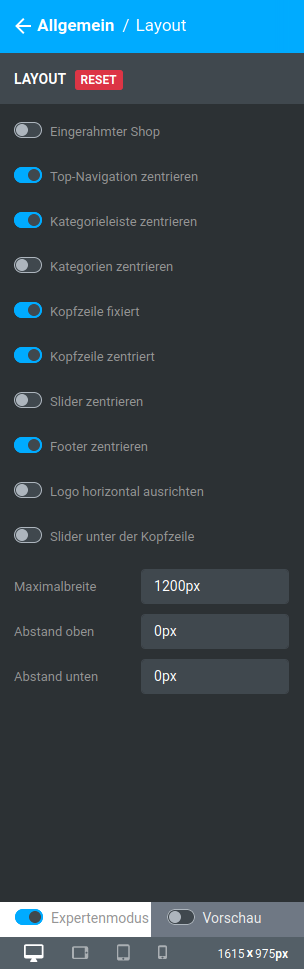 Allgemein / Layout
LAYOUT RESET
Eingerahmter Shop
Top-Navigation zentrieren
Kategorieleiste zentrieren
Kategorien zentrieren
Kopfzeile fixiert
Kopfzeile zentriert
Slider zentrieren
Footer zentrieren
Logo horizontal ausrichten
Slider unter der Kopfzeile
Maximalbreite 1200px
Abstand oben 0px
Abstand unten 0px
Expertenmodus Vorschau
1615 x 975px